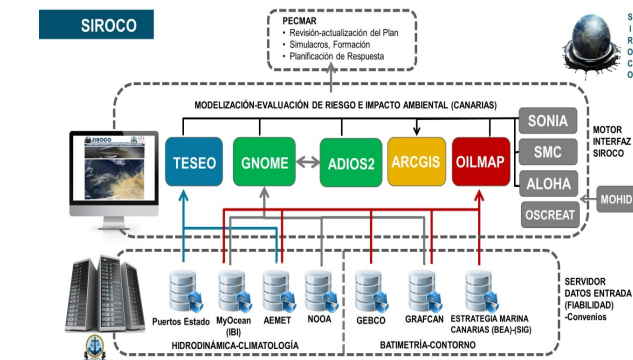 SIROCO
PECMAR
• Revisión-actualización del Plan
• Simulacros, Formación
• Planificación de Respuesta
S
I
R
O
C
O
MODELIZACIÓN-EVALUACIÓN DE RIESGO E IMPACTO AMBIENTAL (CANARIAS)
SIROCO
TESEO
GNOME
ADIOS2
ARCGIS
OILMAP
SONIA
SMC
ALOHA
OSCREAT
MOTOR
INTERFAZ
SIROCO
MOHID
Puertos Estado
MyOcean
(IBI)
AEMET
NOOA
GEBCO
GRAFCAN
ESTRATEGIA MARINA
CANARIAS (BEA)-(SIG)
HIDRODINÁMICA-CLIMATOLOGÍA
BATIMETRÍA-CONTORNO
SERVIDOR
DATOS ENTRADA
(FIABILIDAD)
-Convenios